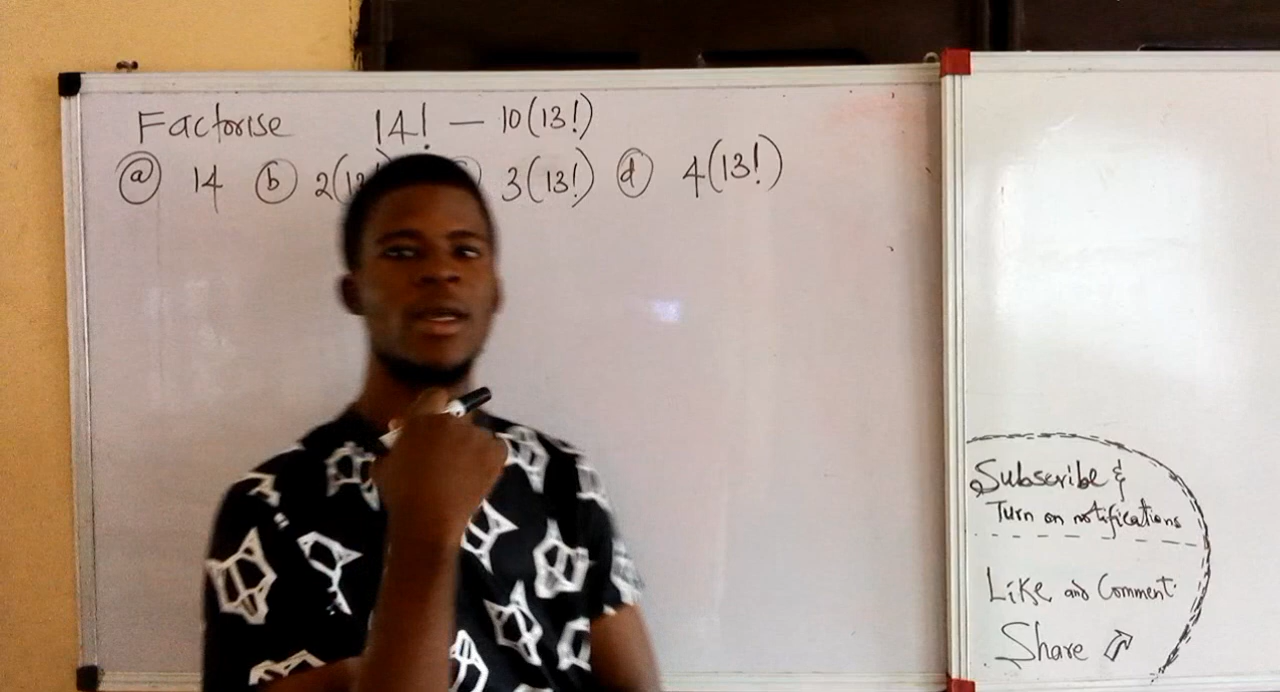 Factorise 14! — 10(13!)
ⓐ 14 ⓑ 2(13 3(13!) ⓓ 4(13!)
Subscribe &
Turn on notifications
Like and Comment
Share